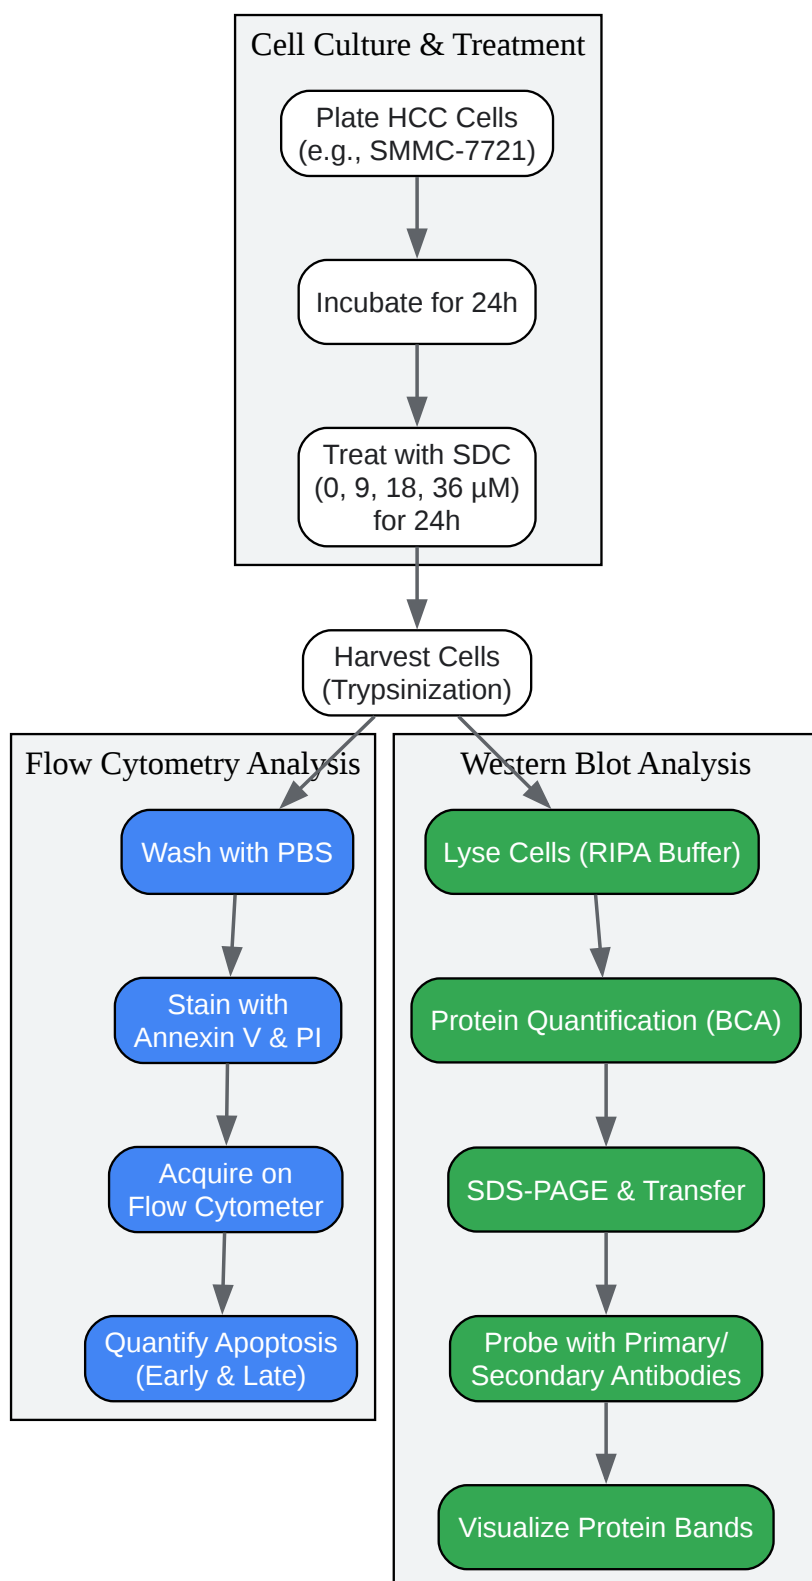 Cell Culture & Treatment
Plate HCC Cells
(e.g., SMMC-7721)
Incubate for 24h
Treat with SDC
(0, 9, 18, 36 µM)
for 24h
Harvest Cells
(Trypsinization)
Flow Cytometry Analysis
Wash with PBS
Stain with
Annexin V & PI
Acquire on
Flow Cytometer
Quantify Apoptosis
(Early & Late)
Western Blot Analysis
Lyse Cells (RIPA Buffer)
Protein Quantification (BCA)
SDS-PAGE & Transfer
Probe with Primary/
Secondary Antibodies
Visualize Protein Bands